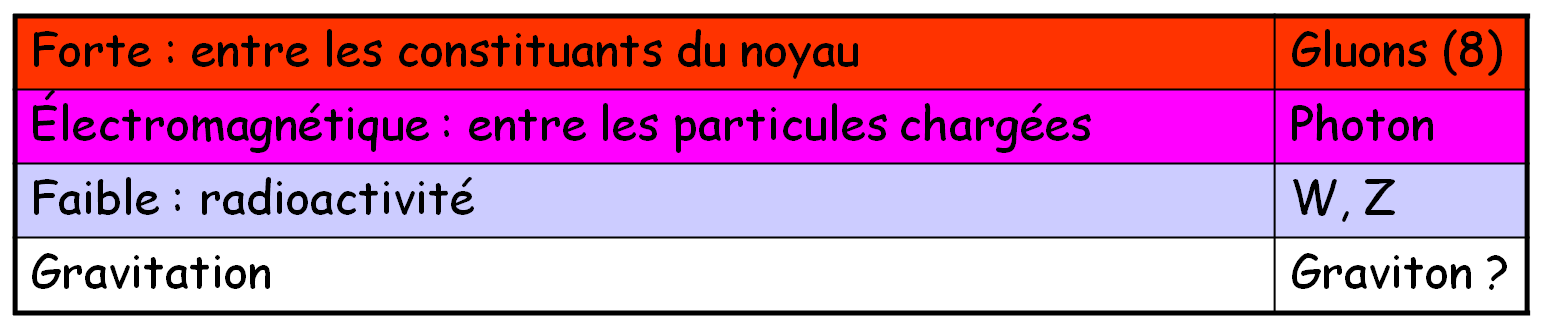 Forte : entre les constituants du noyau Gluons (8)
Électromagnétique : entre les particules chargées Photon
Faible : radioactivité W, Z
Gravitation Graviton ?